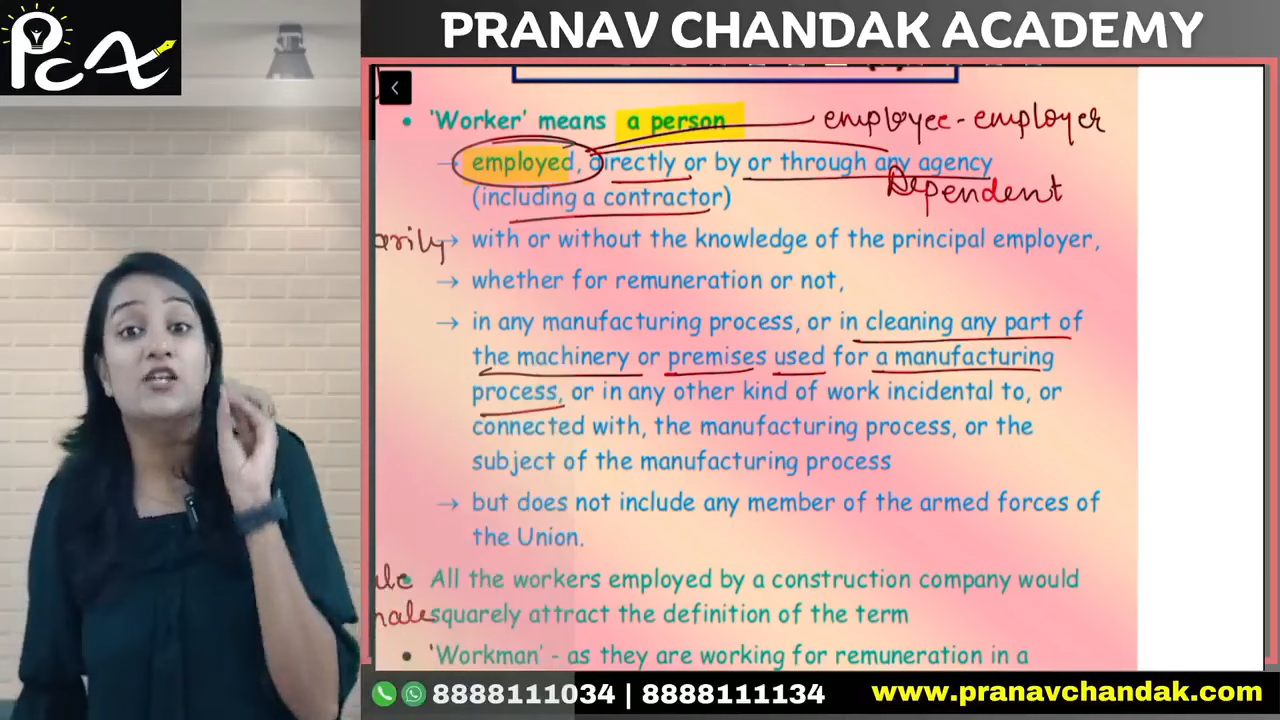 PCA
PRANAV CHANDAK ACADEMY
• 'Worker' means a person
employee - employer
→ employed, directly or by or through any agency
(including a contractor)
Dependent
arily
→ with or without the knowledge of the principal employer,
→ whether for remuneration or not,
→ in any manufacturing process, or in cleaning any part of
the machinery or premises used for a manufacturing
process, or in any other kind of work incidental to, or
connected with, the manufacturing process, or the
subject of the manufacturing process
→ but does not include any member of the armed forces of
the Union.
• All the workers employed by a construction company would
squarely attract the definition of the term
• 'Workman' - as they are working for remuneration in a
8888111034 | 8888111134
www.pranavchandak.com